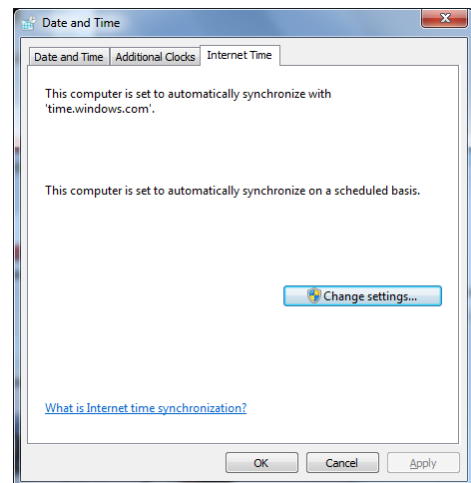 Date and Time
Date and Time Additional Clocks Internet Time
This computer is set to automatically synchronize with
'time.windows.com'.
This computer is set to automatically synchronize on a scheduled basis.
Change settings...
What is Internet time synchronization?
OK Cancel Apply